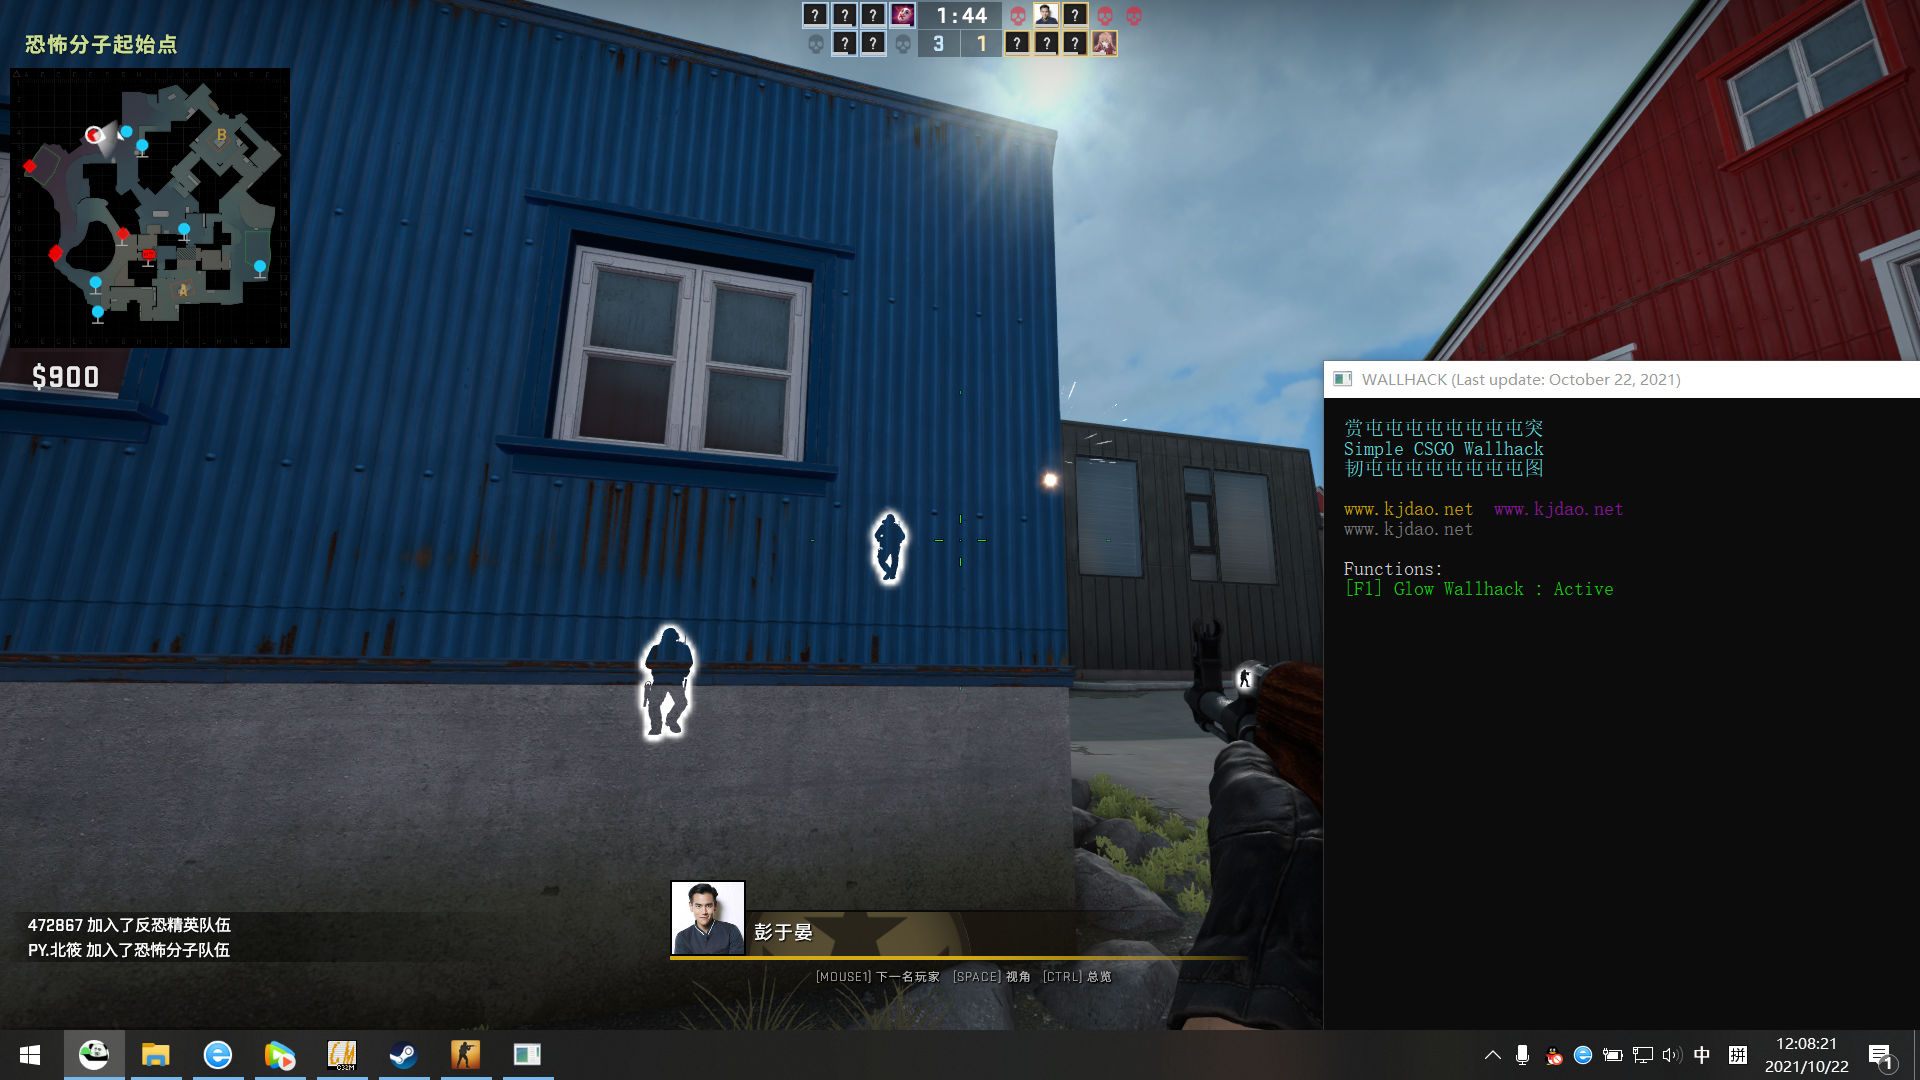 恐怖分子起始点
? ? ? 1:44 ?
? ? 3 1 ? ? ?
B
A
$900
WALLHACK (Last update: October 22, 2021)
赏屯屯屯屯屯屯屯屯突
Simple CSGO Wallhack
韧屯屯屯屯屯屯屯屯图
www.kjdao.net www.kjdao.net
www.kjdao.net
Functions:
[F1] Glow Wallhack : Active
472867 加入了反恐精英队伍
PY.北筱 加入了恐怖分子队伍
彭于晏
[MOUSE1] 下一名玩家 [SPACE] 视角 [CTRL] 总览
中 拼
12:08:21
2021/10/22
1